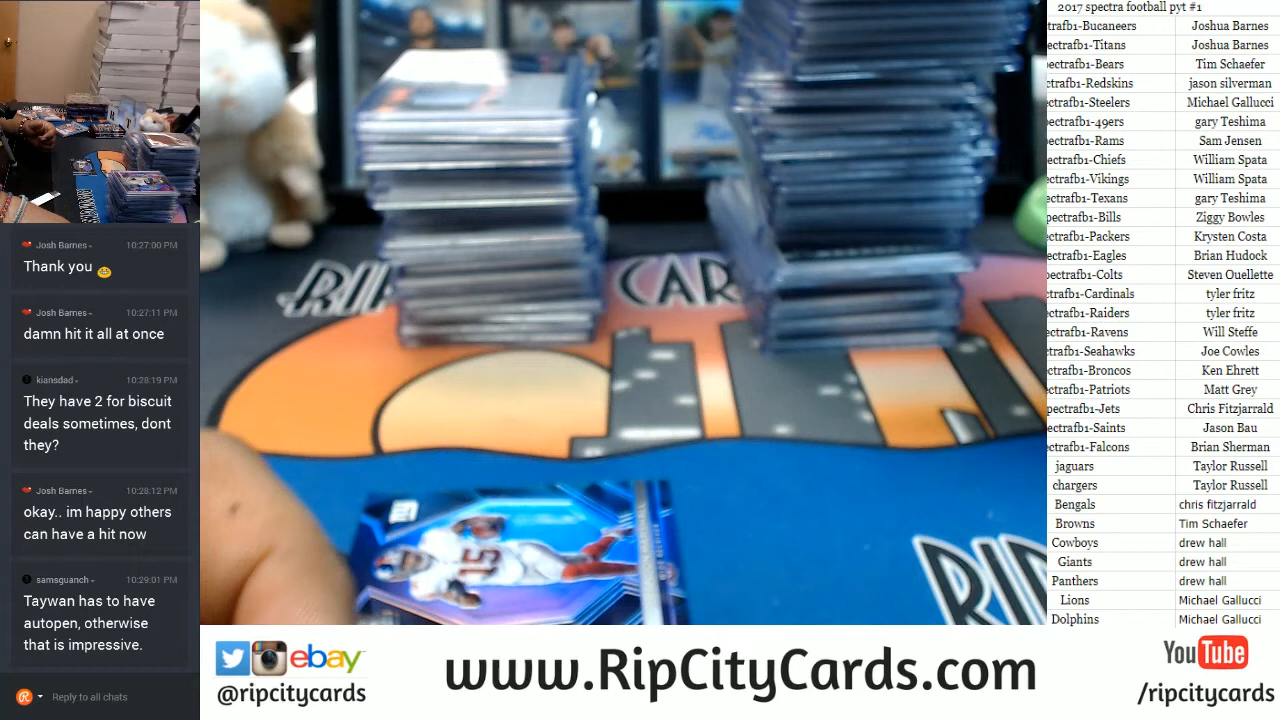 Josh Barnes 10:27:00 PM
Thank you
Josh Barnes 10:27:11 PM
damn hit it all at once
kiansdad 10:28:19 PM
They have 2 for biscuit
deals sometimes, dont
they?
Josh Barnes 10:28:12 PM
okay.. im happy others
can have a hit now
samsguanch 10:29:01 PM
Taywan has to have
autopen, otherwise
that is impressive.
Reply to all chats
RIP CAR
RIP
15
2017 spectra football pyt #1
trafb1-Bucaneers Joshua Barnes
ectrafb1-Titans Joshua Barnes
pectrafb1-Bears Tim Schaefer
ectrafb1-Redskins jason silverman
ectrafb1-Steelers Michael Gallucci
ectrafb1-49ers gary Teshima
ectrafb1-Rams Sam Jensen
ectrafb1-Chiefs William Spata
ectrafb1-Vikings William Spata
ectrafb1-Texans gary Teshima
pectrafb1-Bills Ziggy Bowles
ectrafb1-Packers Krysten Costa
ectrafb1-Eagles Brian Hudock
pectrafb1-Colts Steven Ouellette
ctrafb1-Cardinals tyler fritz
ectrafb1-Raiders tyler fritz
ectrafb1-Ravens Will Steffe
ctrafb1-Seahawks Joe Cowles
ectrafb1-Broncos Ken Ehrett
ectrafb1-Patriots Matt Grey
pectrafb1-Jets Chris Fitzjarrald
ectrafb1-Saints Jason Bau
ectrafb1-Falcons Brian Sherman
jaguars Taylor Russell
chargers Taylor Russell
Bengals chris fitzjarrald
Browns Tim Schaefer
Cowboys drew hall
Giants drew hall
Panthers drew hall
Lions Michael Gallucci
Dolphins Michael Gallucci
ebay
@ripcitycards
www.RipCityCards.com
YouTube
/ripcitycards